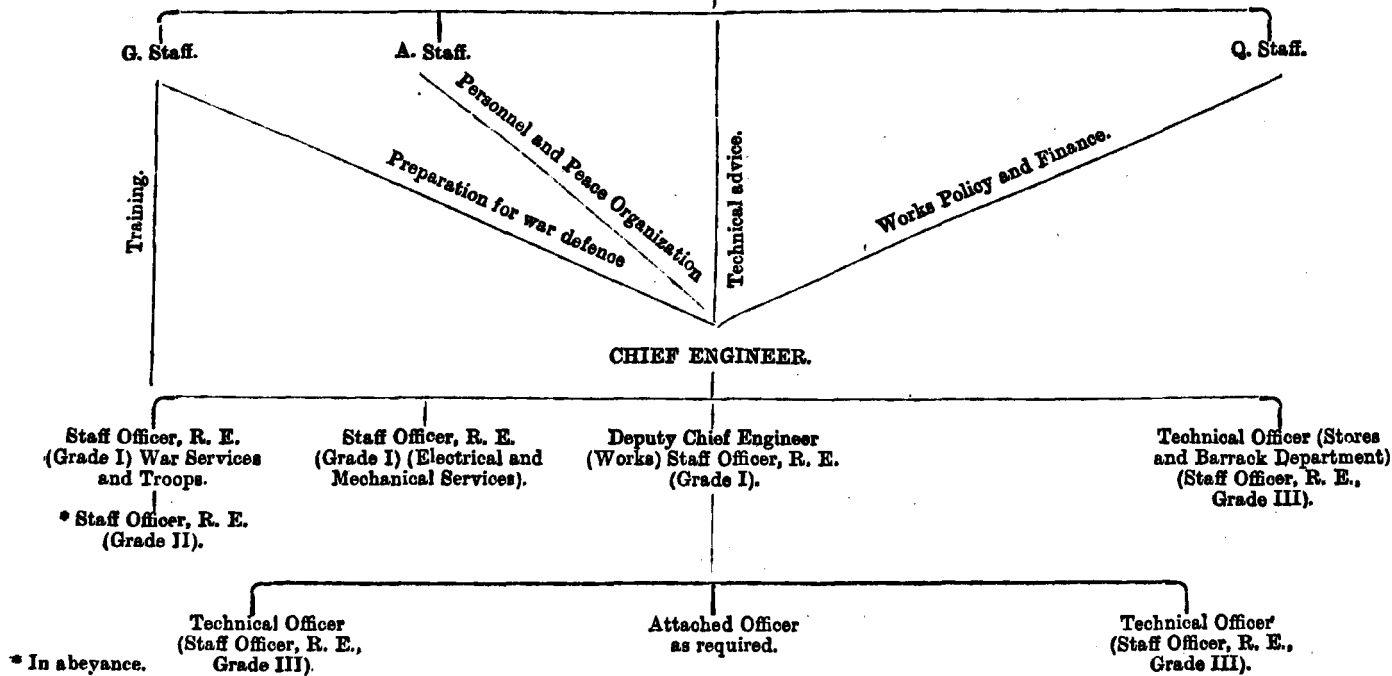 G. Staff.
A. Staff.
Q. Staff.
Training.
Preparation for war defence
Personnel and Peace Organization
Technical advice.
Works Policy and Finance.
CHIEF ENGINEER.
Staff Officer, R. E.
(Grade I) War Services
and Troops.
* Staff Officer, R. E.
(Grade II).
Staff Officer, R. E.
(Grade I) (Electrical and
Mechanical Services).
Deputy Chief Engineer
(Works) Staff Officer, R. E.
(Grade I).
Technical Officer (Stores
and Barrack Department)
(Staff Officer, R. E.,
Grade III).
Technical Officer
(Staff Officer, R. E.,
Grade III).
Attached Officer
as required.
Technical Officer
(Staff Officer, R. E.,
Grade III).
* In abeyance.